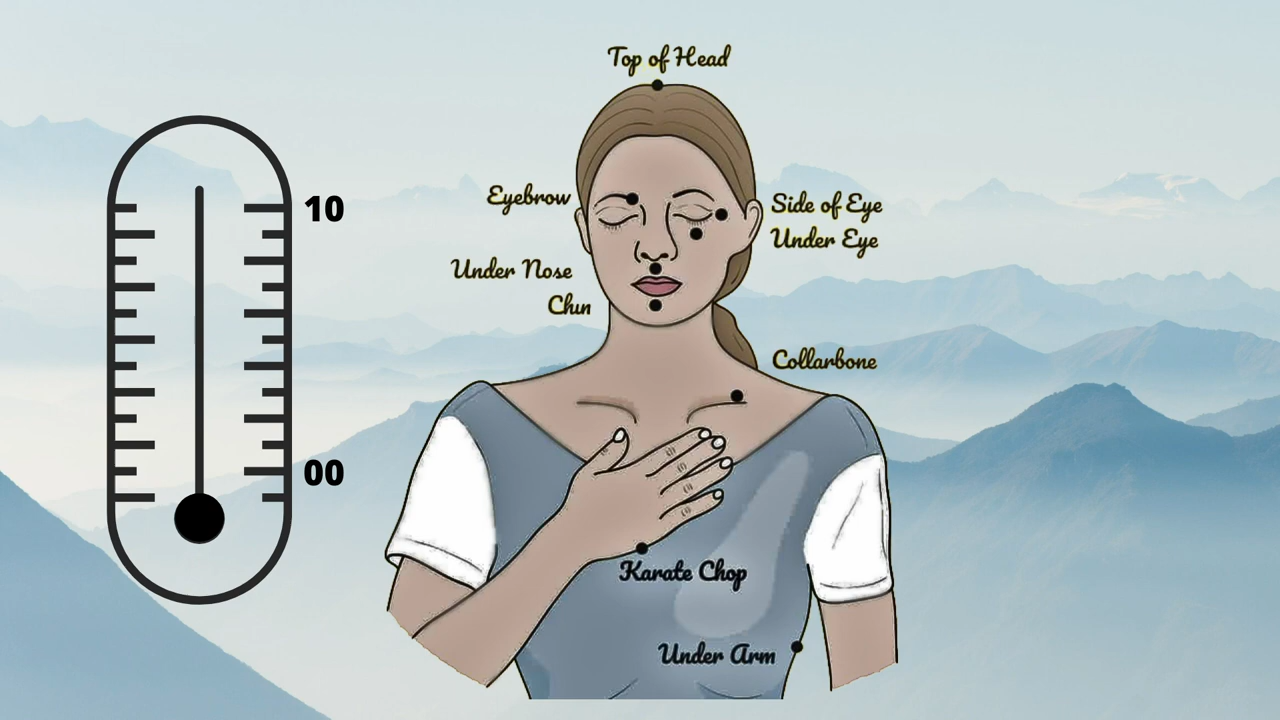 Top of Head
Eyebrow
Side of Eye
10
Under Eye
Under Nose
Chin
Collarbone
00
Karate Chop
Under Arm